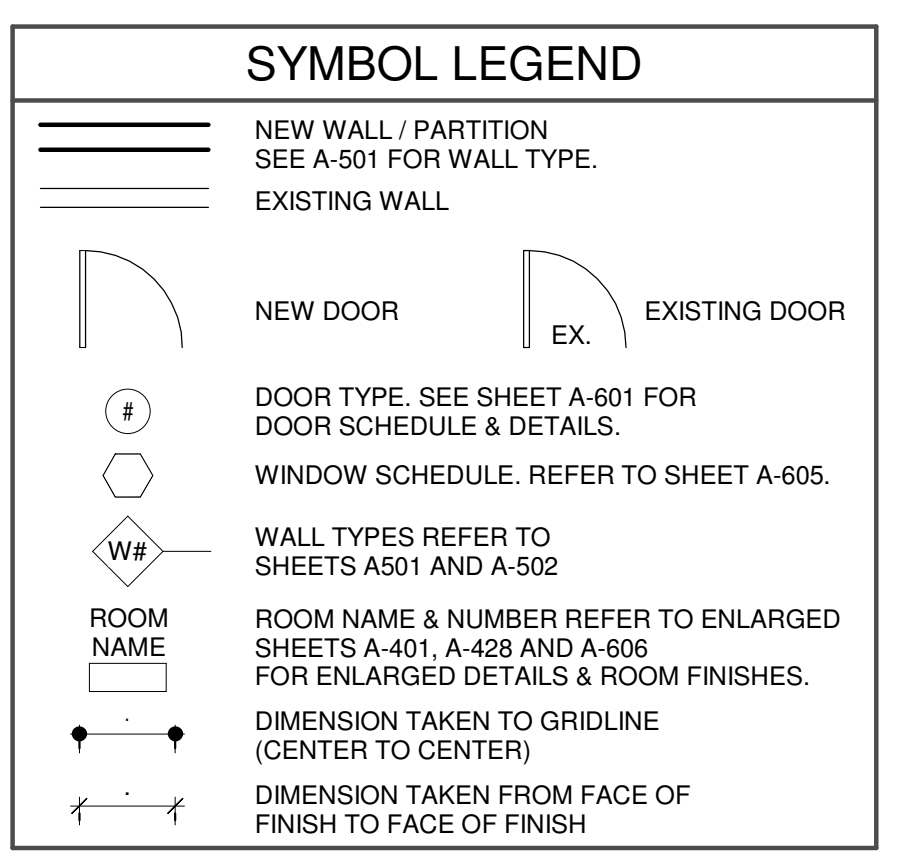 SYMBOL LEGEND
NEW WALL / PARTITION
SEE A-501 FOR WALL TYPE.
EXISTING WALL
NEW DOOR
EX.
EXISTING DOOR
#
DOOR TYPE. SEE SHEET A-601 FOR
DOOR SCHEDULE & DETAILS.
WINDOW SCHEDULE. REFER TO SHEET A-605.
W#
WALL TYPES REFER TO
SHEETS A501 AND A-502
ROOM
NAME
ROOM NAME & NUMBER REFER TO ENLARGED
SHEETS A-401, A-428 AND A-606
FOR ENLARGED DETAILS & ROOM FINISHES.
DIMENSION TAKEN TO GRIDLINE
(CENTER TO CENTER)
DIMENSION TAKEN FROM FACE OF
FINISH TO FACE OF FINISH